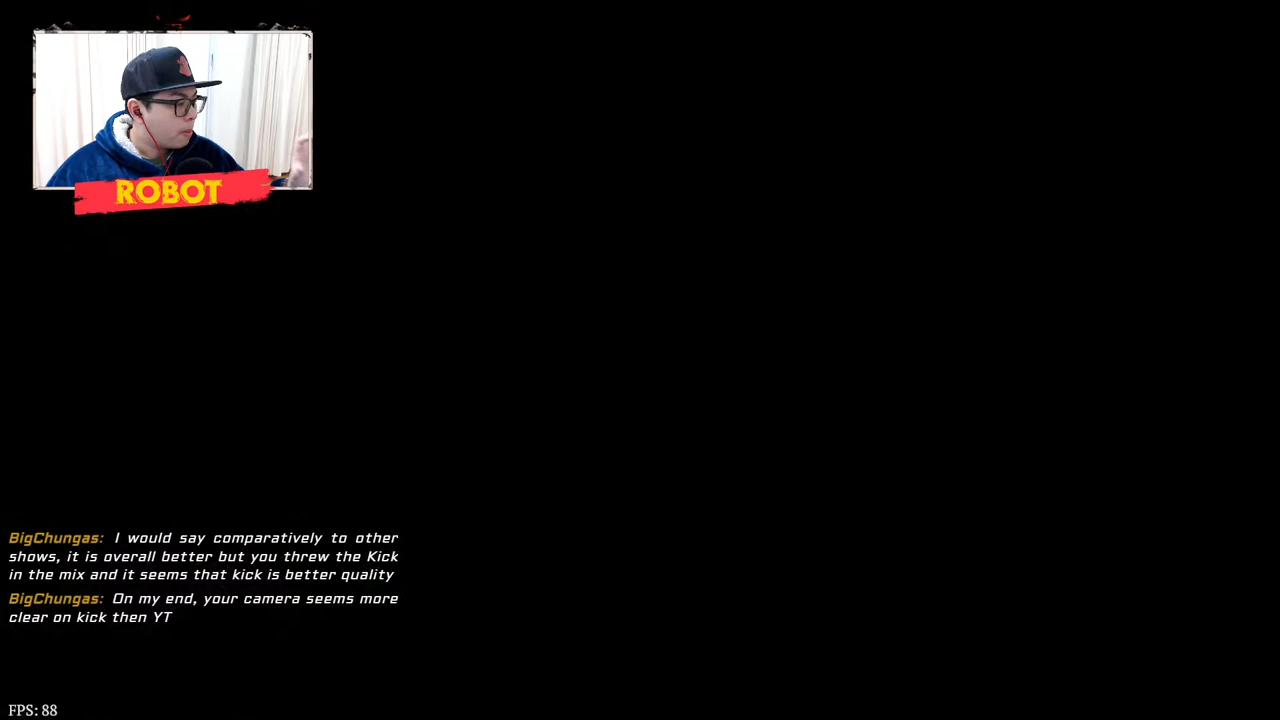 ROBOT
BigChungas: I would say comparatively to other
shows, it is overall better but you threw the Kick
in the mix and it seems that kick is better quality
BigChungas: On my end, your camera seems more
clear on kick then YT
FPS: 88